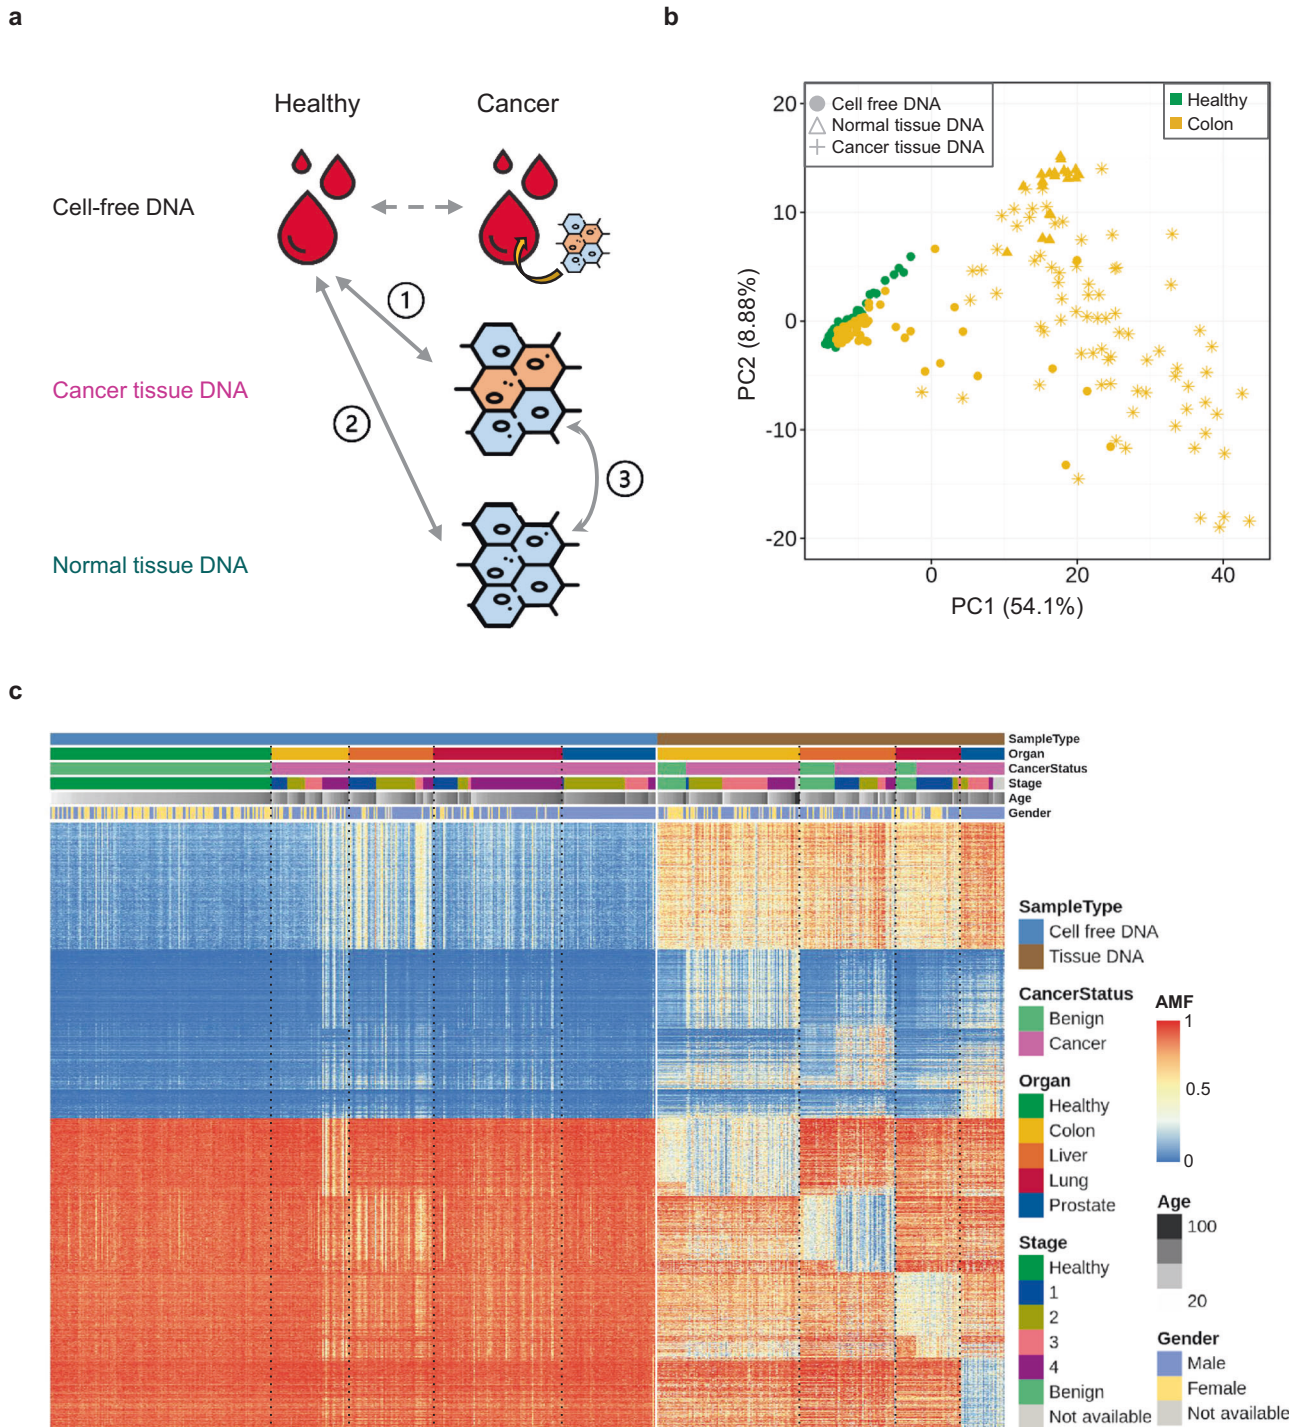 a
Healthy
Cancer
Cell-free DNA
1
Cancer tissue DNA
2
3
Normal tissue DNA
b
Cell free DNA
Normal tissue DNA
Cancer tissue DNA
Healthy
Colon
20
10
0
-10
-20
PC2 (8.88%)
0
20
40
PC1 (54.1%)
c
SampleType
Organ
CancerStatus
Stage
Age
Gender
SampleType
Cell free DNA
Tissue DNA
CancerStatus
Benign
Cancer
Organ
Healthy
Colon
Liver
Lung
Prostate
Stage
Healthy
1
2
3
4
Benign
Not available
AMF
1
0.5
0
Age
100
20
Gender
Male
Female
Not available